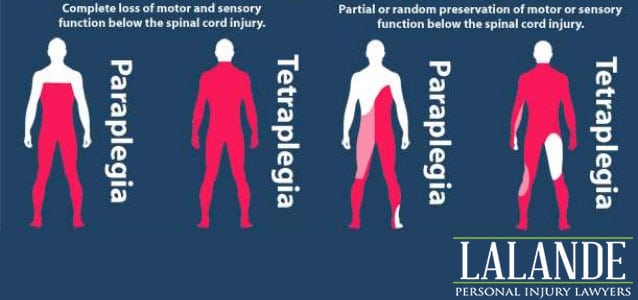 Complete loss of motor and sensory
function below the spinal cord injury.
Paraplegia
Tetraplegia
Partial or random preservation of motor or sensory
function below the spinal cord injury.
Paraplegia
Tetraplegia
LALANDE
PERSONAL INJURY LAWYERS